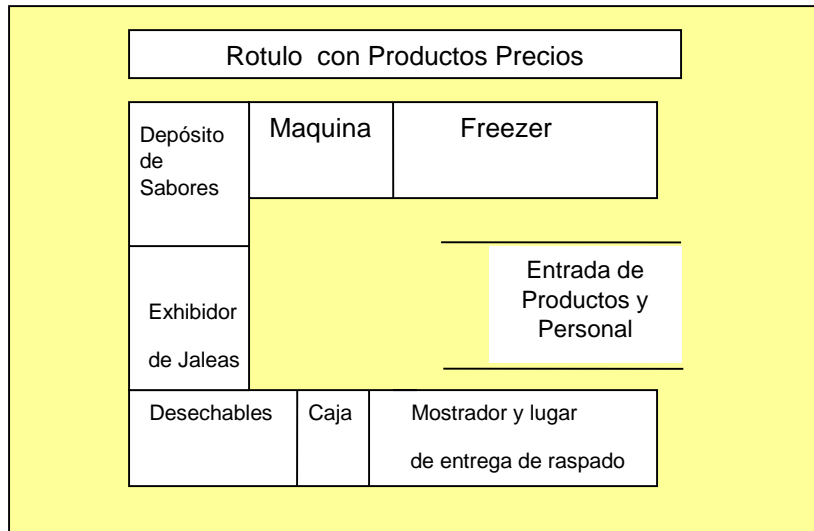 Rotulo con Productos Precios
Depósito
de
Sabores
Maquina
Freezer
Entrada de
Productos y
Personal
Exhibidor
de Jaleas
Desechables
Caja
Mostrador y lugar
de entrega de raspado